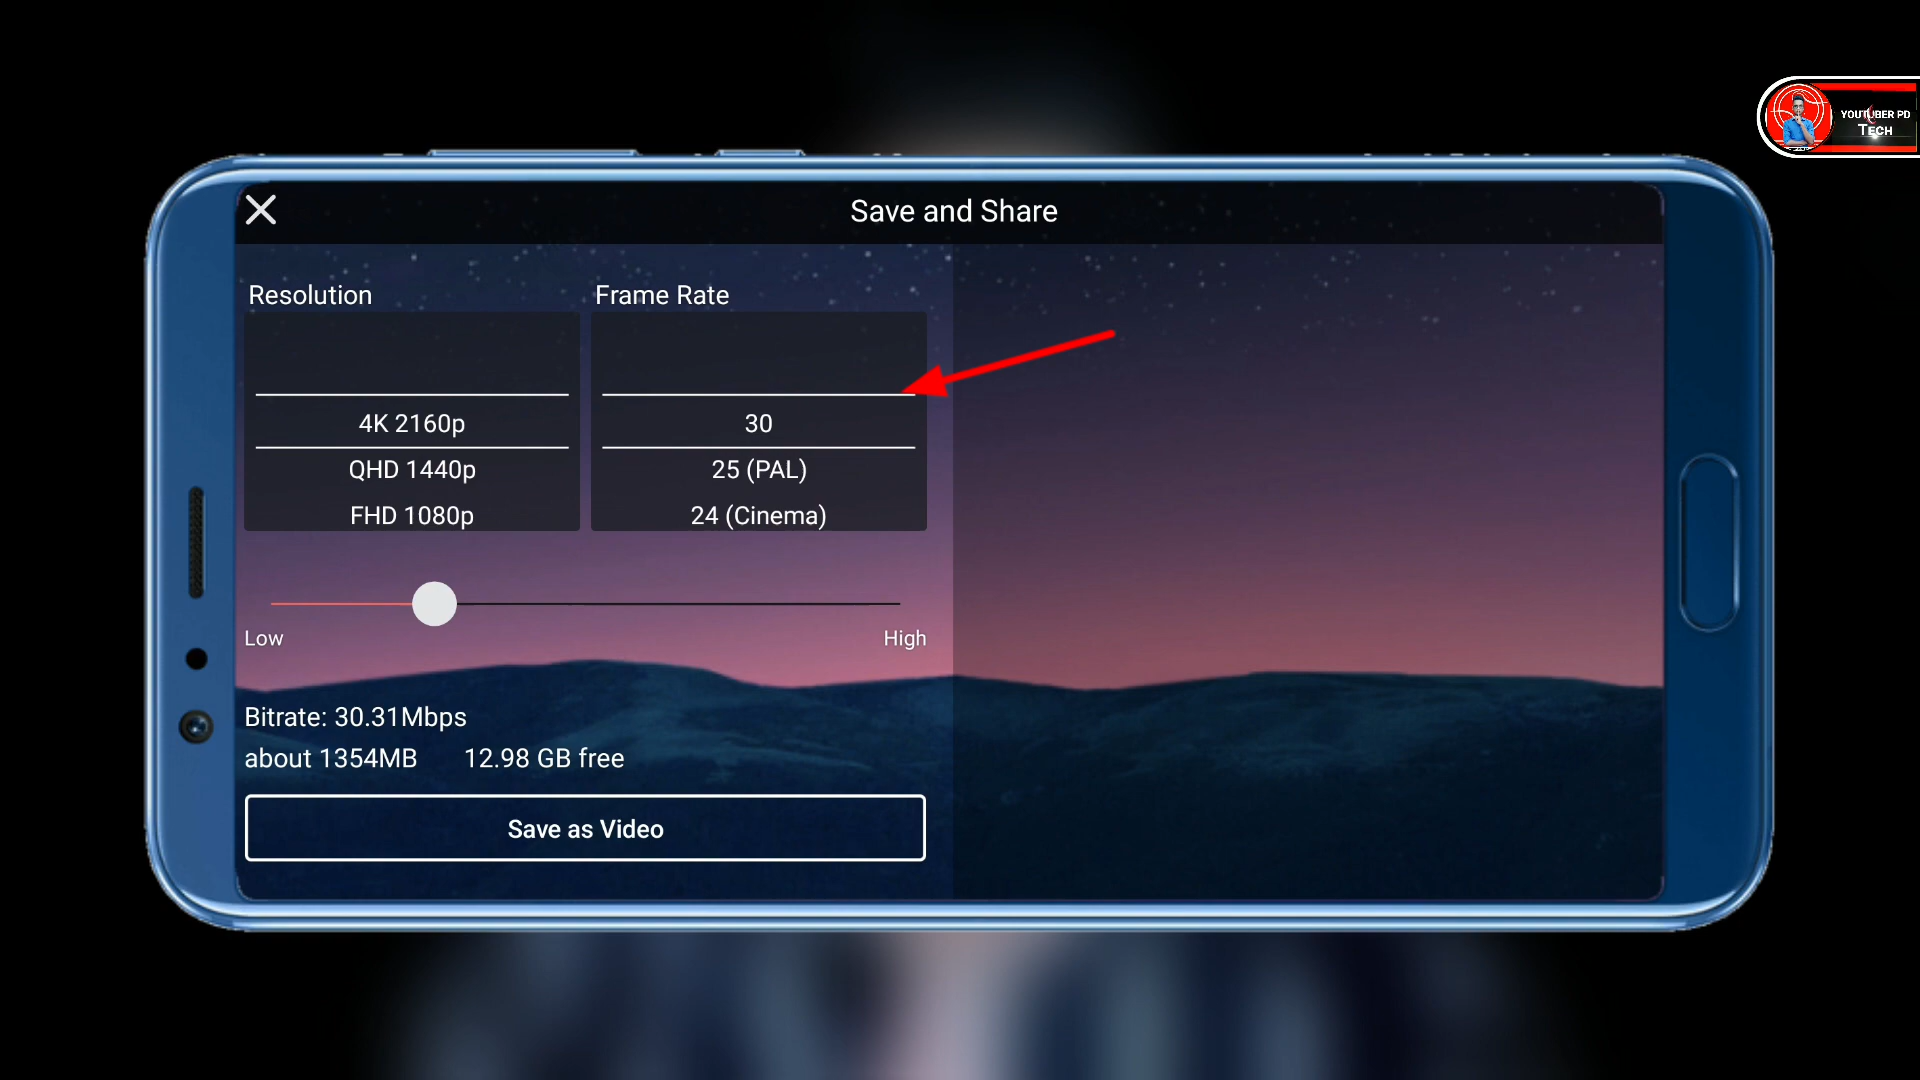 YOUTUBER PD
TECH
Save and Share
Resolution
Frame Rate
4K 2160p
30
QHD 1440p
25 (PAL)
FHD 1080p
24 (Cinema)
Low
High
Bitrate: 30.31Mbps
about 1354MB
12.98 GB free
Save as Video